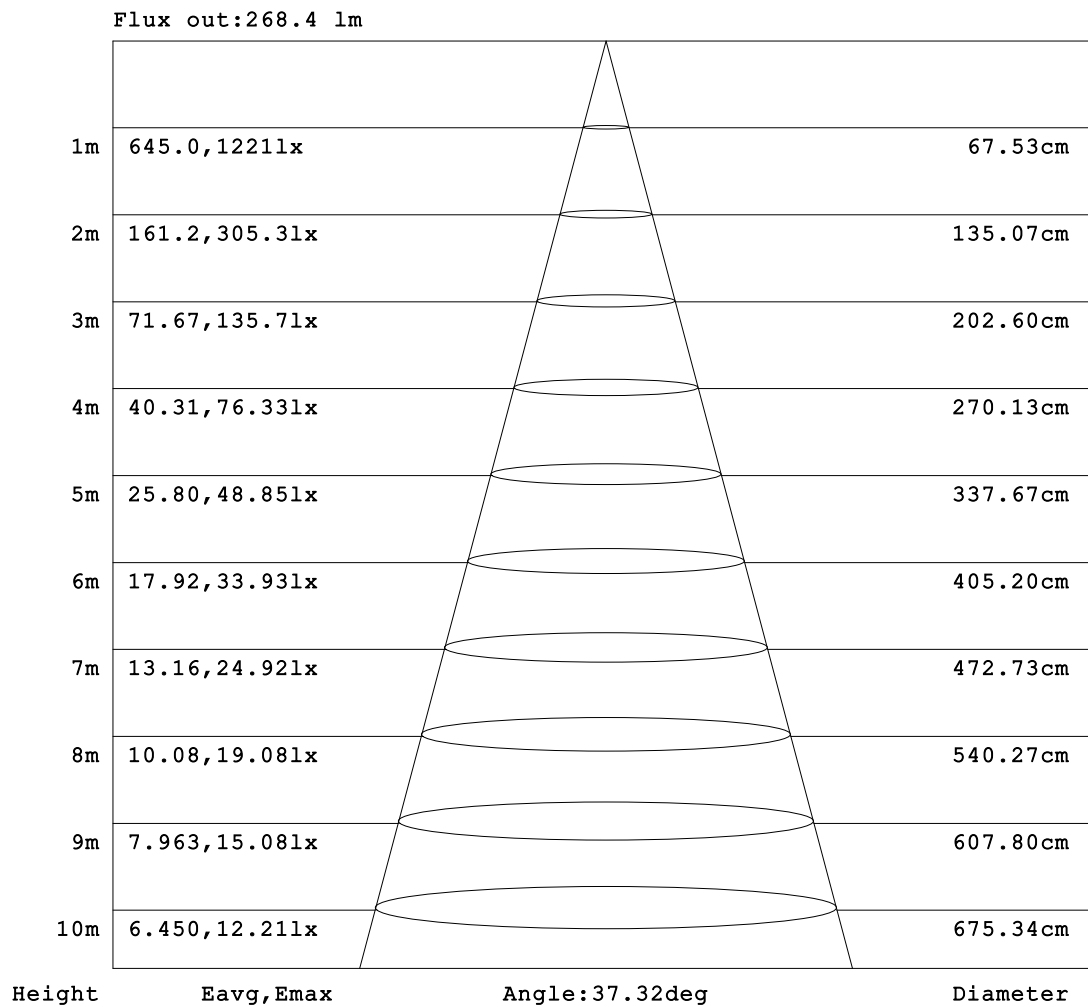 Flux out:268.4 lm
1m 645.0,1221lx 67.53cm
2m 161.2,305.3lx 135.07cm
3m 71.67,135.7lx 202.60cm
4m 40.31,76.33lx 270.13cm
5m 25.80,48.85lx 337.67cm
6m 17.92,33.93lx 405.20cm
7m 13.16,24.92lx 472.73cm
8m 10.08,19.08lx 540.27cm
9m 7.963,15.08lx 607.80cm
10m 6.450,12.21lx 675.34cm
Height Eavg,Emax Angle:37.32deg Diameter